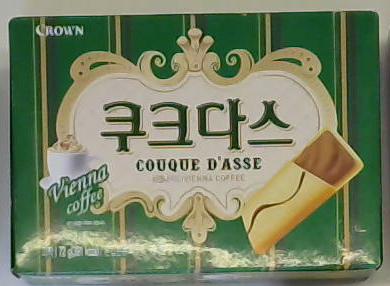 CROWN
쿠크다스
COUQUE D'ASSE
VIENNA COFFEE
Vienna
coffee